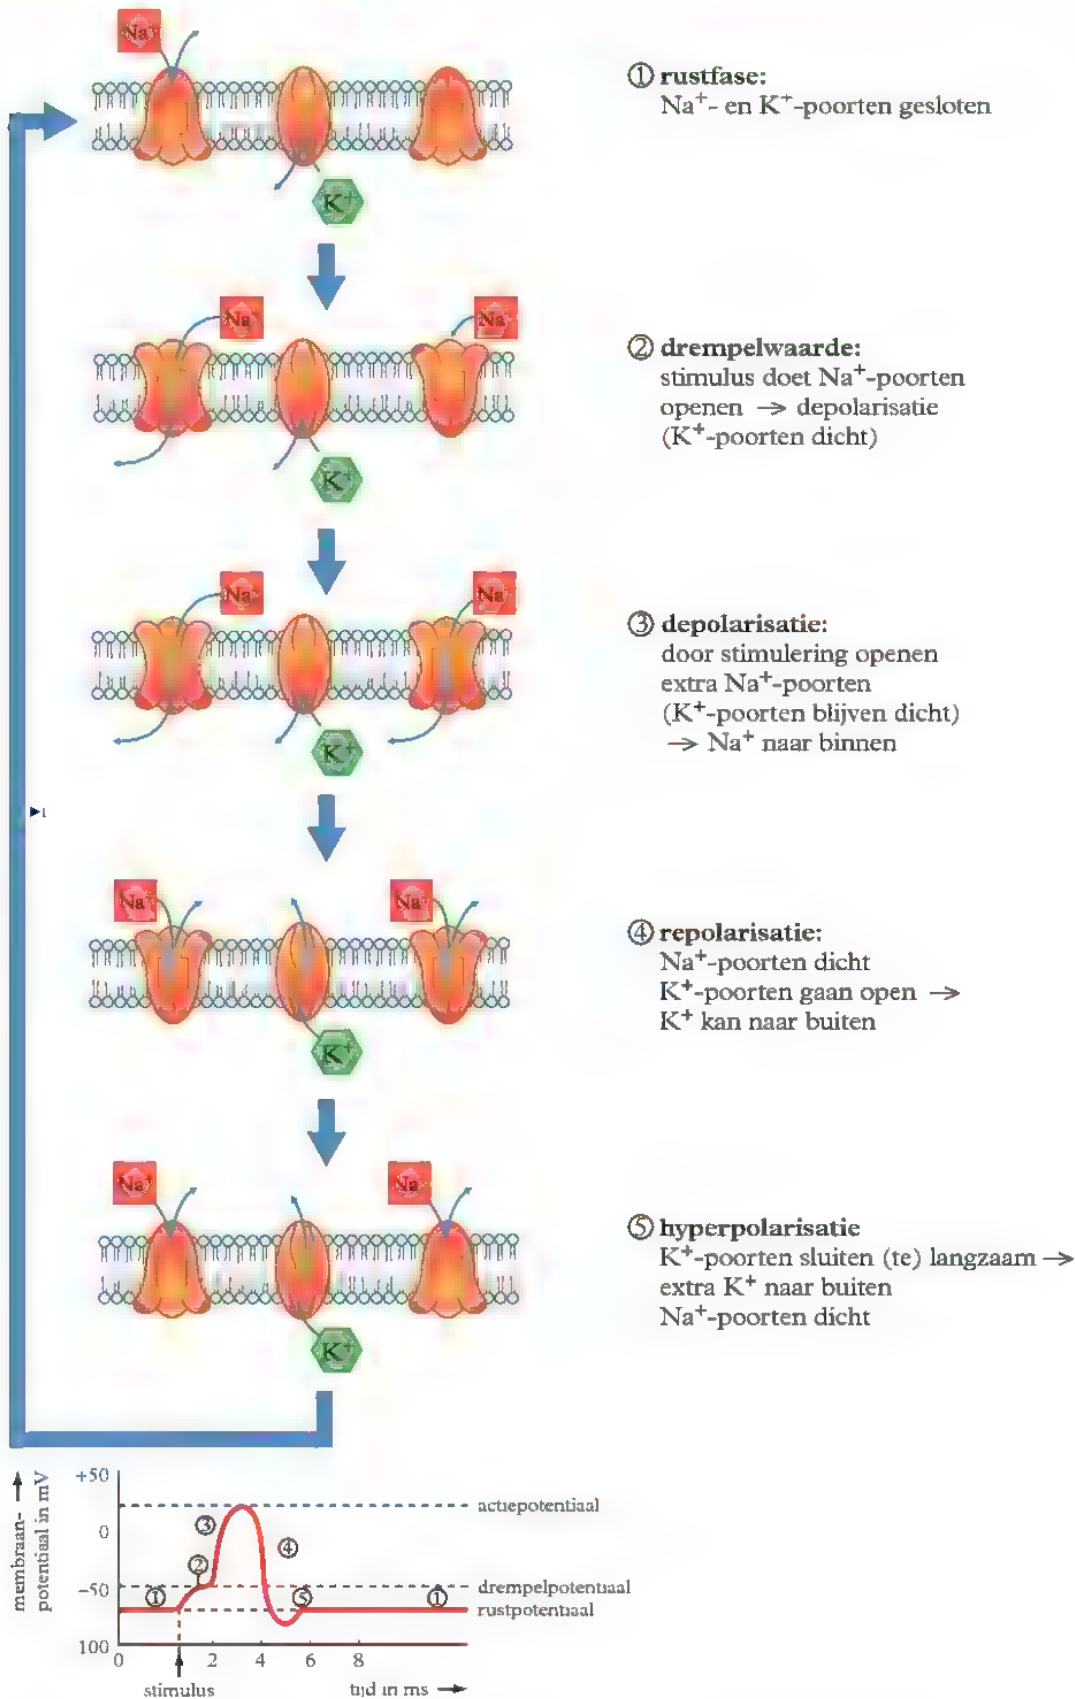 Na⁺
K⁺
① rustfase:
Na⁺- en K⁺-poorten gesloten
Na⁺
Na⁺
K⁺
② drempelwaarde:
stimulus doet Na⁺-poorten
openen → depolarisatie
(K⁺-poorten dicht)
Na⁺
Na⁺
K⁺
③ depolarisatie:
door stimulering openen
extra Na⁺-poorten
(K⁺-poorten blijven dicht)
→ Na⁺ naar binnen
Na⁺
Na⁺
K⁺
④ repolarisatie:
Na⁺-poorten dicht
K⁺-poorten gaan open →
K⁺ kan naar buiten
Na⁺
Na⁺
K⁺
⑤ hyperpolarisatie
K⁺-poorten sluiten (te) langzaam →
extra K⁺ naar buiten
Na⁺-poorten dicht
membraan-
potentiaal in mV
+50
0
−50
100
actiepotentiaal
drempelpotentiaal
rustpotentiaal
① ② ③ ④ ⑤ ①
0 2 4 6 8
stimulus
tijd in ms →